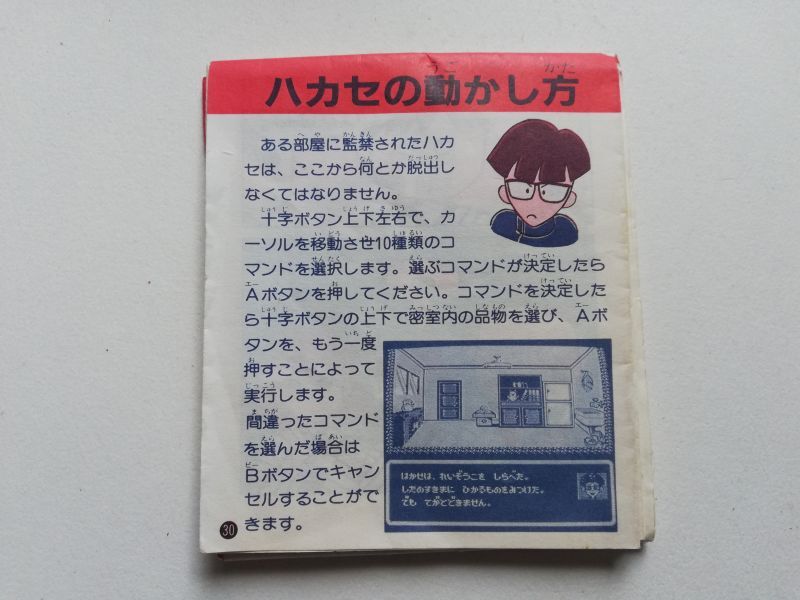 ハカセの動かし方
ある部屋に監禁されたハカ
セは、ここから何とか脱出し
なくてはなりません。
十字ボタン上下左右で、カ
ーソルを移動させ10種類のコ
マンドを選択します。選ぶコマンドが決定したら
Aボタンを押してください。コマンドを決定した
ら十字ボタンの上下で密室内の品物を選び、Aボ
タンを、もう一度
押すことによって
実行します。
間違ったコマンド
を選んだ場合は
Bボタンでキャン
セルすることがで
きます。
はかせは、れいぞうこを しらべた。
したのすきまに ひかるものをみつけた。
でも てがとどきません。
30